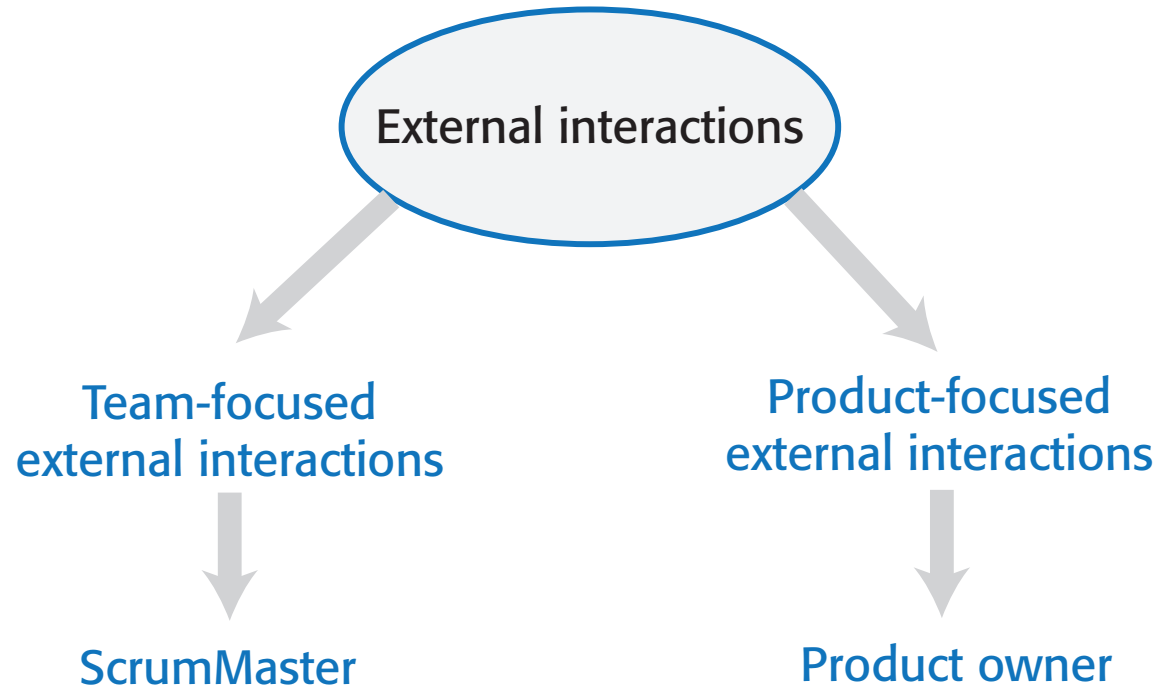 External interactions
Team-focused
external interactions
Product-focused
external interactions
ScrumMaster
Product owner